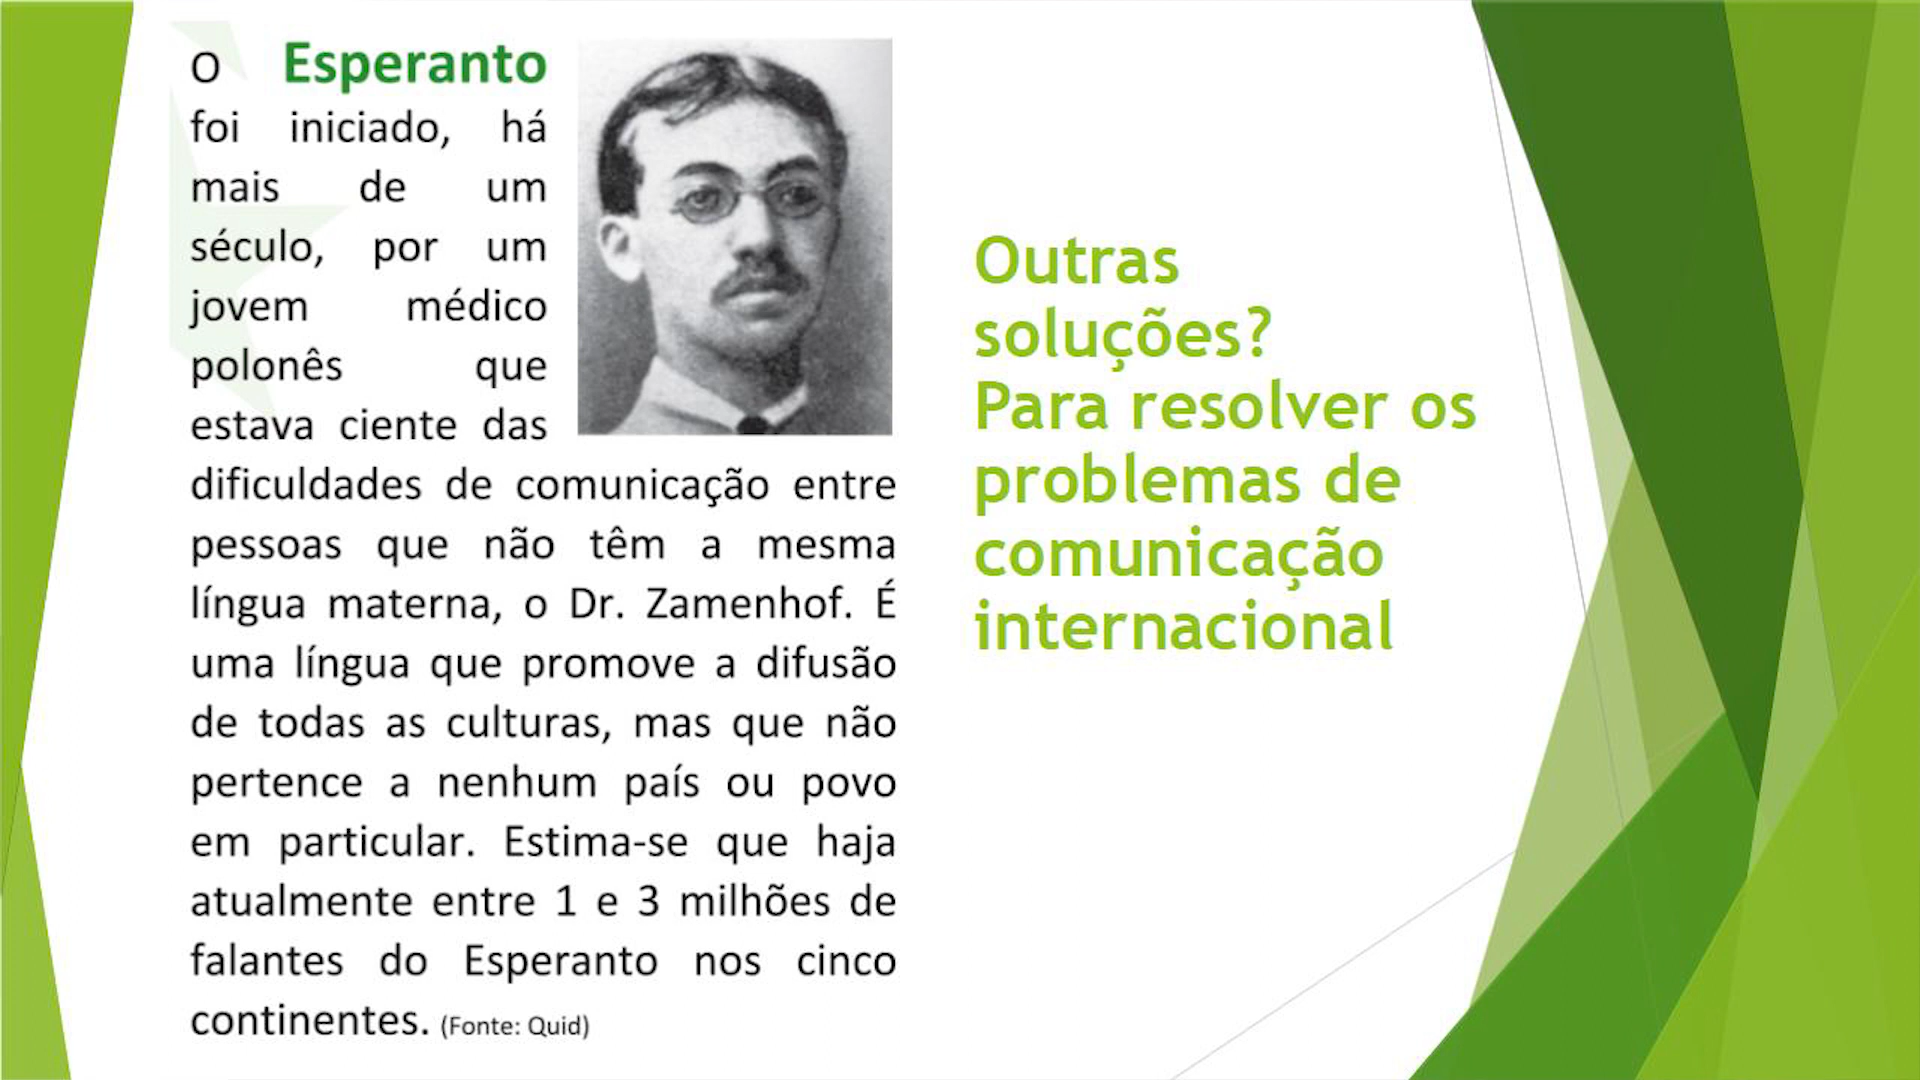 O Esperanto
foi iniciado, há
mais de um
século, por um
jovem médico
polonês que
estava ciente das
dificuldades de comunicação entre
pessoas que não têm a mesma
língua materna, o Dr. Zamenhof. É
uma língua que promove a difusão
de todas as culturas, mas que não
pertence a nenhum país ou povo
em particular. Estima-se que haja
atualmente entre 1 e 3 milhões de
falantes do Esperanto nos cinco
continentes. (Fonte: Quid)
Outras
soluções?
Para resolver os
problemas de
comunicação
internacional